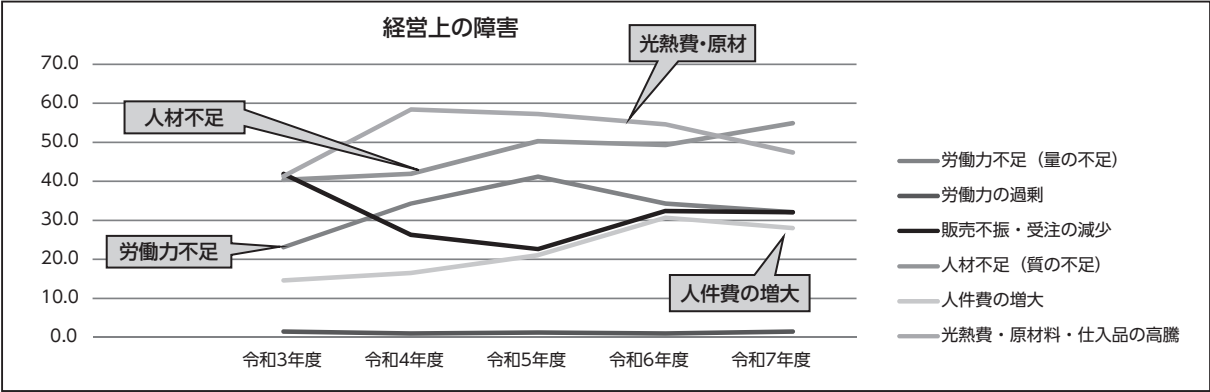 経営上の障害
光熱費・原材
70.0
60.0
人材不足
50.0
40.0
30.0
労働力不足
20.0
10.0
人件費の増大
0.0
令和3年度
令和4年度
令和5年度
令和6年度
令和7年度
労働力不足（量の不足）
労働力の過剰
販売不振・受注の減少
人材不足（質の不足）
人件費の増大
光熱費・原材料・仕入品の高騰